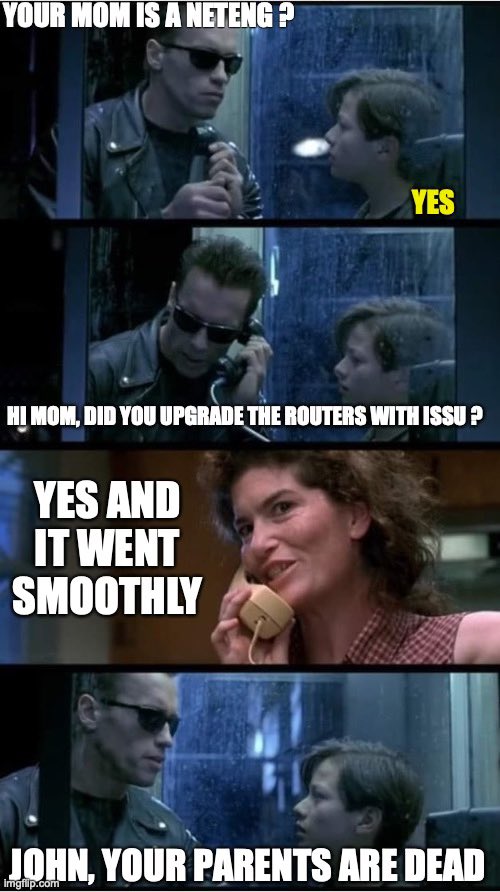 YOUR MOM IS A NETENG ?
YES
HI MOM, DID YOU UPGRADE THE ROUTERS WITH ISSU ?
YES AND
IT WENT
SMOOTHLY
JOHN, YOUR PARENTS ARE DEAD
imgflip.com